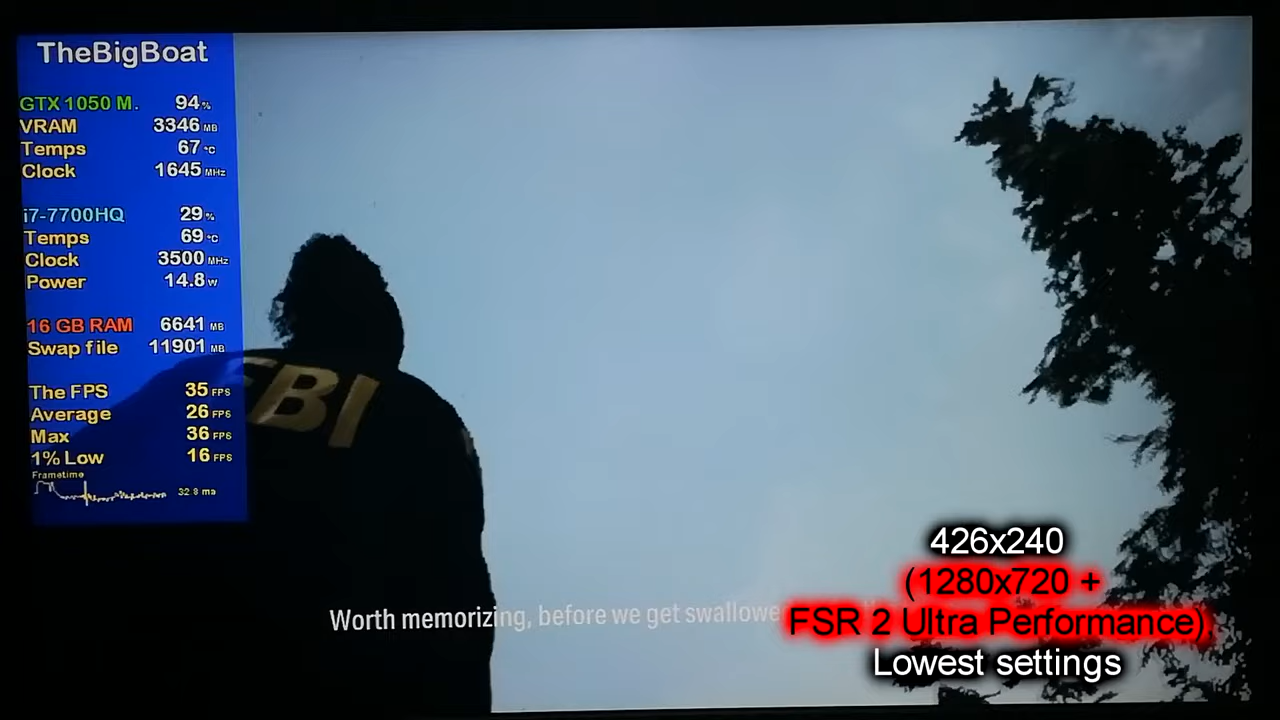 TheBigBoat
GTX 1050 M. 94 %
VRAM 3346 MB
Temps 67 °C
Clock 1645 MHz
i7-7700HQ 29 %
Temps 69 °C
Clock 3500 MHz
Power 14.8 W
16 GB RAM 6641 MB
Swap file 11901 MB
The FPS 35 FPS
Average 26 FPS
Max 36 FPS
1% Low 16 FPS
Frametime
32.8 ms
FBI
Worth memorizing, before we get swallowe
426x240
(1280x720 +
FSR 2 Ultra Performance)
Lowest settings